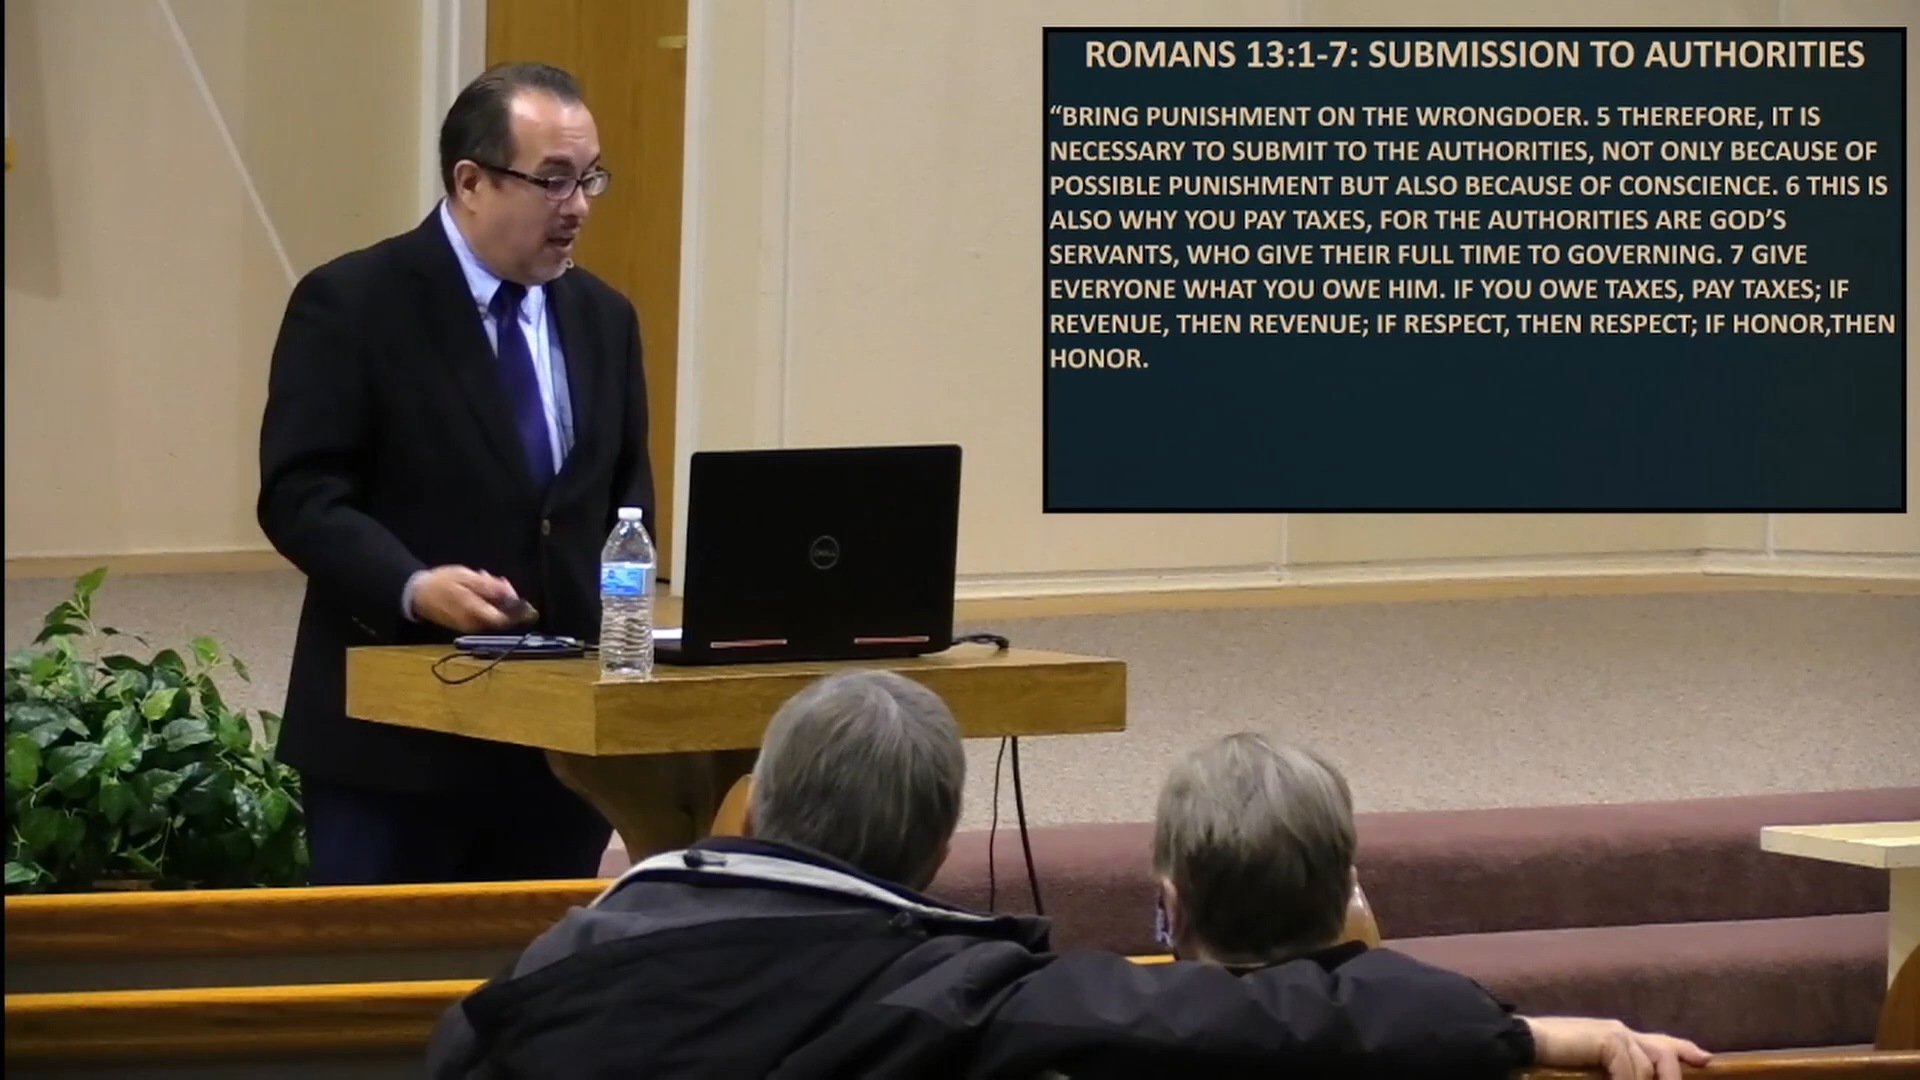 ROMANS 13:1-7: SUBMISSION TO AUTHORITIES
“BRING PUNISHMENT ON THE WRONGDOER. 5 THEREFORE, IT IS
NECESSARY TO SUBMIT TO THE AUTHORITIES, NOT ONLY BECAUSE OF
POSSIBLE PUNISHMENT BUT ALSO BECAUSE OF CONSCIENCE. 6 THIS IS
ALSO WHY YOU PAY TAXES, FOR THE AUTHORITIES ARE GOD’S
SERVANTS, WHO GIVE THEIR FULL TIME TO GOVERNING. 7 GIVE
EVERYONE WHAT YOU OWE HIM. IF YOU OWE TAXES, PAY TAXES; IF
REVENUE, THEN REVENUE; IF RESPECT, THEN RESPECT; IF HONOR,THEN
HONOR.
DELL